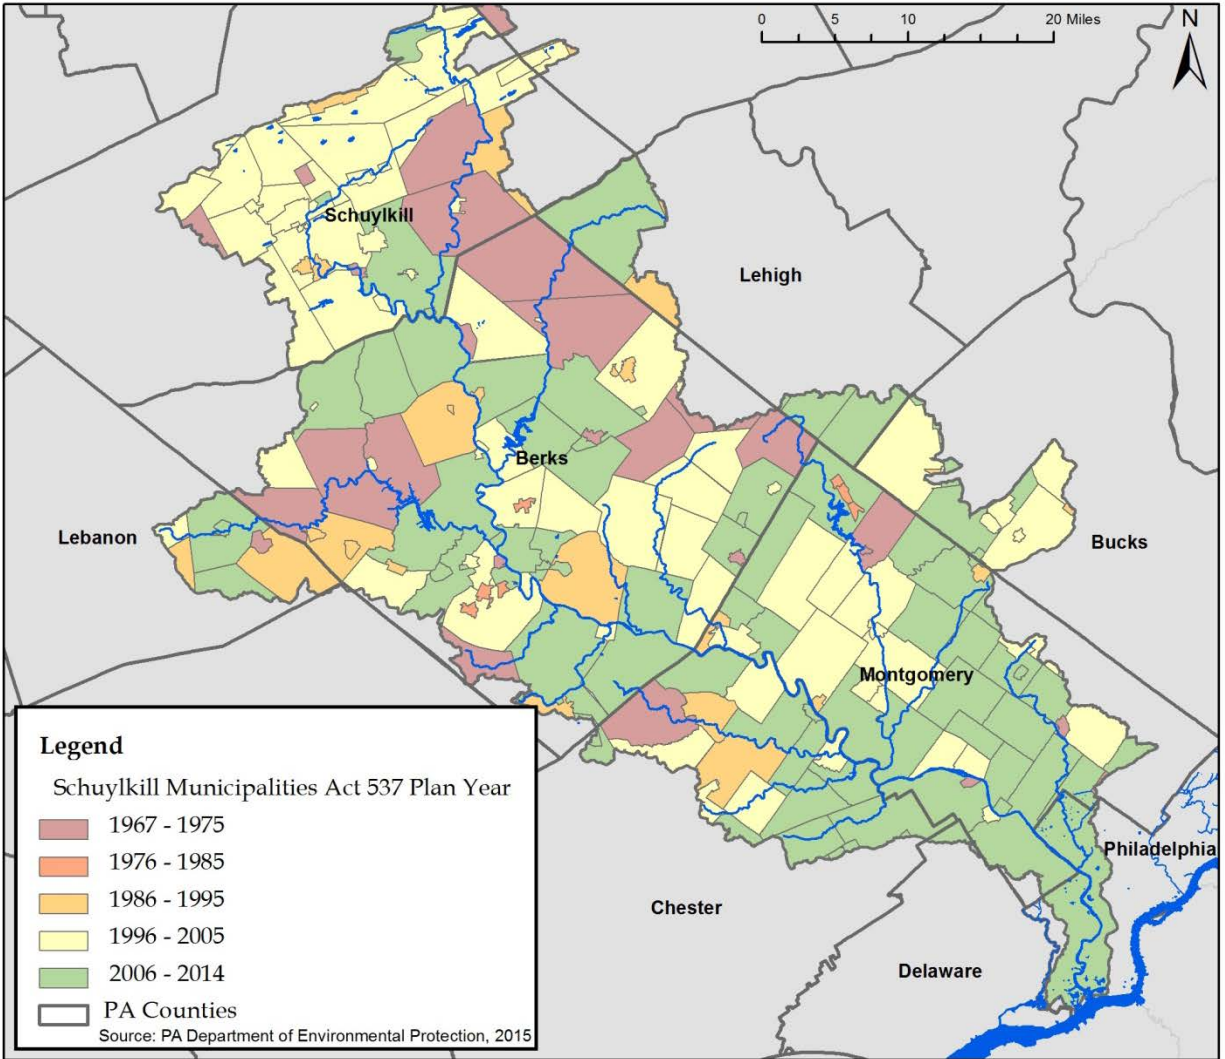 0 5 10 20 Miles
N
Schuylkill
Lehigh
Berks
Lebanon
Bucks
Montgomery
Philadelphia
Chester
Delaware
Legend
Schuylkill Municipalities Act 537 Plan Year
1967 - 1975
1976 - 1985
1986 - 1995
1996 - 2005
2006 - 2014
PA Counties
Source: PA Department of Environmental Protection, 2015